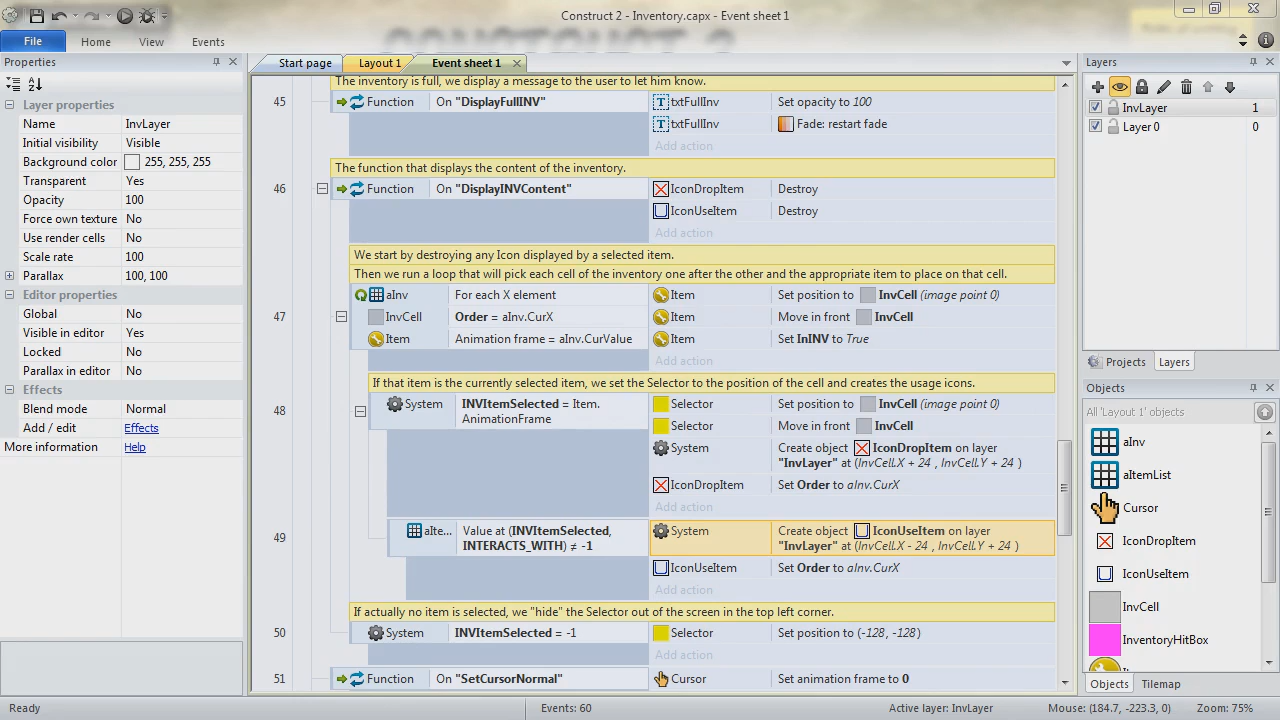 Construct 2 - Inventory.capx - Event sheet 1
File
Home
View
Events
Properties
Start page
Layout 1
Event sheet 1
Layers
Layer properties
Name
InvLayer
Initial visibility
Visible
Background color
255, 255, 255
Transparent
Yes
Opacity
100
Force own texture
No
Use render cells
No
Scale rate
100
Parallax
100, 100
Editor properties
Global
No
Visible in editor
Yes
Locked
No
Parallax in editor
No
Effects
Blend mode
Normal
Add / edit
Effects
More information
Help
The inventory is full, we display a message to the user to let him know.
45
Function
On "DisplayFullINV"
txtFullInv
Set opacity to 100
txtFullInv
Fade: restart fade
Add action
The function that displays the content of the inventory.
46
Function
On "DisplayINVContent"
IconDropItem
Destroy
IconUseItem
Destroy
Add action
We start by destroying any Icon displayed by a selected item.
Then we run a loop that will pick each cell of the inventory one after the other and the appropriate item to place on that cell.
47
aInv
For each X element
InvCell
Order = aInv.CurX
Item
Animation frame = aInv.CurValue
Item
Set position to InvCell (image point 0)
Item
Move in front InvCell
Item
Set InINV to True
Add action
If that item is the currently selected item, we set the Selector to the position of the cell and creates the usage icons.
48
System
INVItemSelected = Item.
AnimationFrame
Selector
Set position to InvCell (image point 0)
Selector
Move in front InvCell
System
Create object IconDropItem on layer
"InvLayer" at (InvCell.X + 24 , InvCell.Y + 24 )
IconDropItem
Set Order to aInv.CurX
Add action
49
aIte...
Value at (INVItemSelected,
INTERACTS_WITH) ≠ -1
System
Create object IconUseItem on layer
"InvLayer" at (InvCell.X - 24 , InvCell.Y + 24 )
IconUseItem
Set Order to aInv.CurX
Add action
If actually no item is selected, we "hide" the Selector out of the screen in the top left corner.
50
System
INVItemSelected = -1
Selector
Set position to (-128, -128)
Add action
51
Function
On "SetCursorNormal"
Cursor
Set animation frame to 0
InvLayer
1
Layer 0
0
Projects
Layers
Objects
All 'Layout 1' objects
aInv
aItemList
Cursor
IconDropItem
IconUseItem
InvCell
InventoryHitBox
Objects
Tilemap
Ready
Events: 60
Active layer: InvLayer
Mouse: (184.7, -223.3, 0)
Zoom: 75%